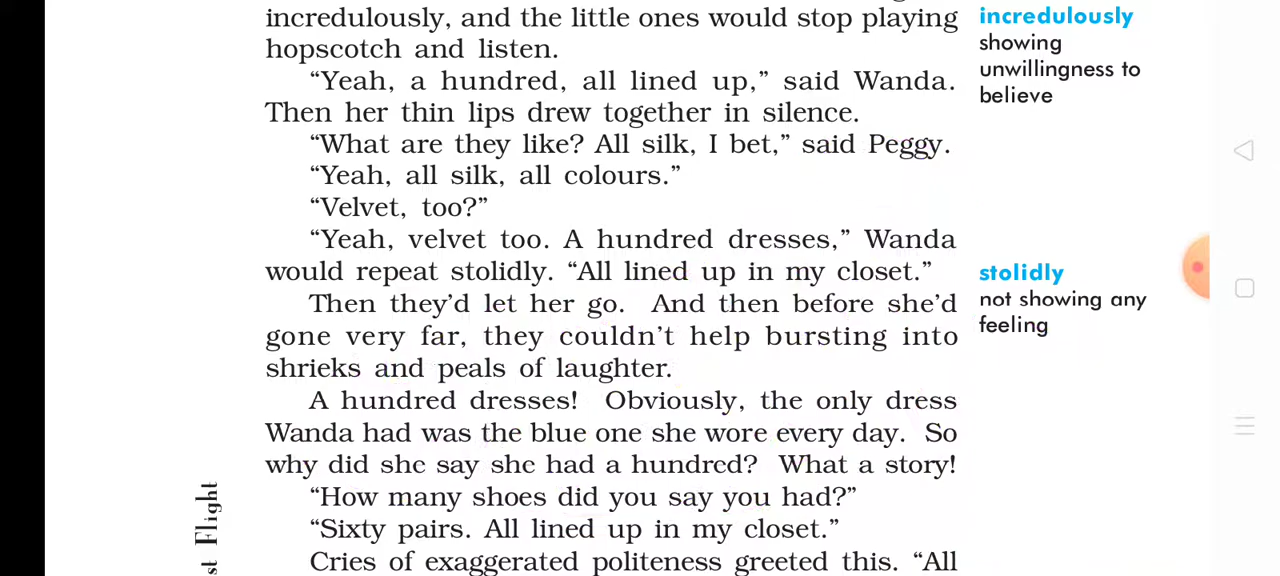 incredulously, and the little ones would stop playing
hopscotch and listen.
“Yeah, a hundred, all lined up,” said Wanda.
Then her thin lips drew together in silence.
“What are they like? All silk, I bet,” said Peggy.
“Yeah, all silk, all colours.”
“Velvet, too?”
“Yeah, velvet too. A hundred dresses,” Wanda
would repeat stolidly. “All lined up in my closet.”
Then they’d let her go. And then before she’d
gone very far, they couldn’t help bursting into
shrieks and peals of laughter.
A hundred dresses! Obviously, the only dress
Wanda had was the blue one she wore every day. So
why did she say she had a hundred? What a story!
“How many shoes did you say you had?”
“Sixty pairs. All lined up in my closet.”
Cries of exaggerated politeness greeted this. “All
incredulously
showing
unwillingness to
believe
stolidly
not showing any
feeling
st Flight